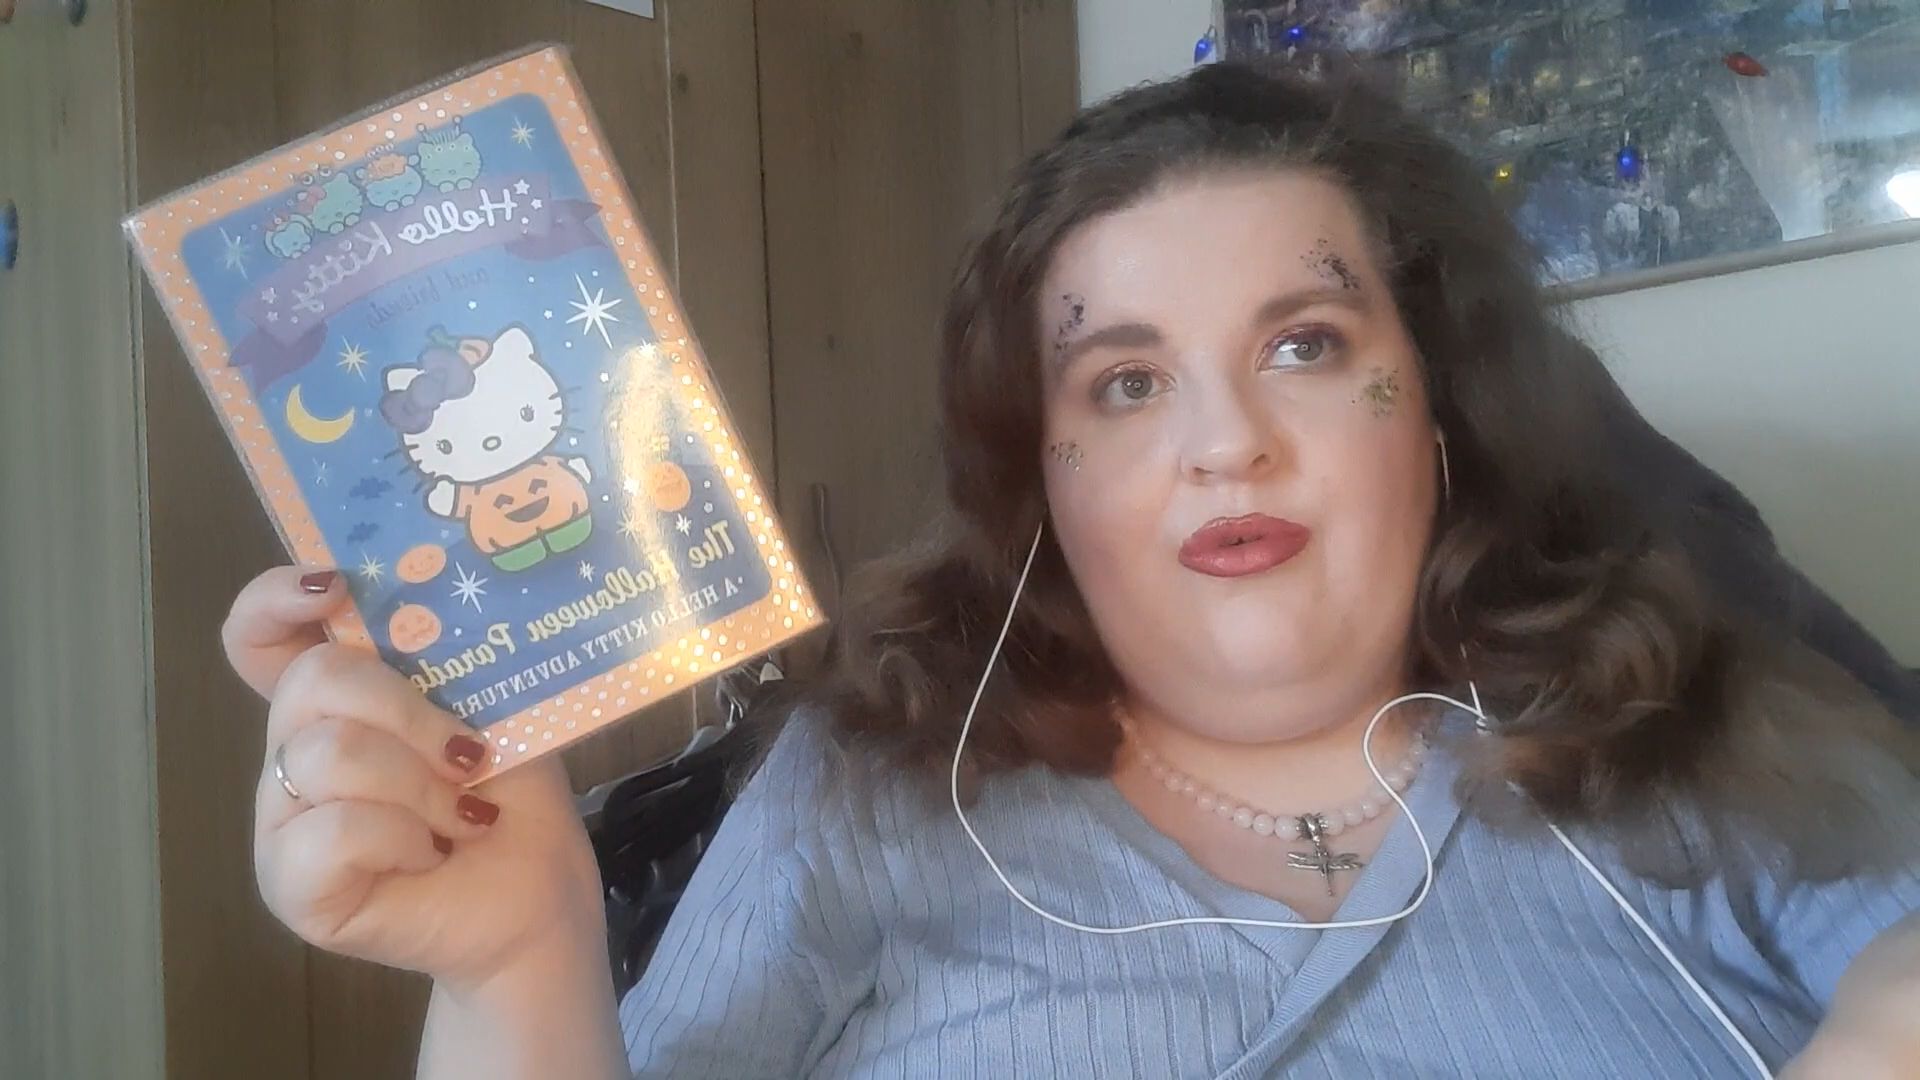 Hello Kitty
and friends
The Halloween Parade
A HELLO KITTY ADVENTURE